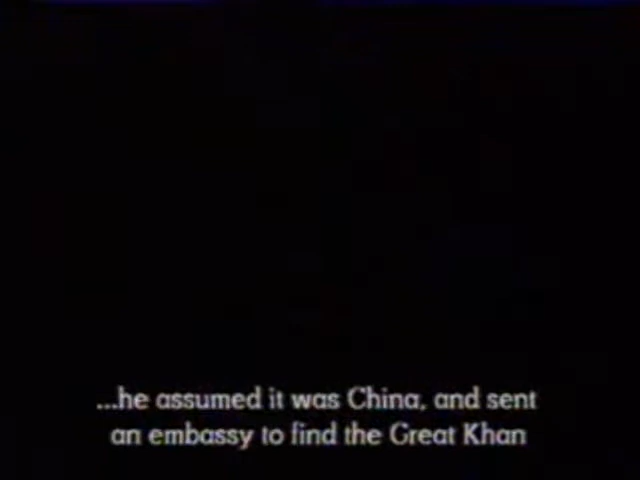 ...he assumed it was China, and sent
an embassy to find the Great Khan